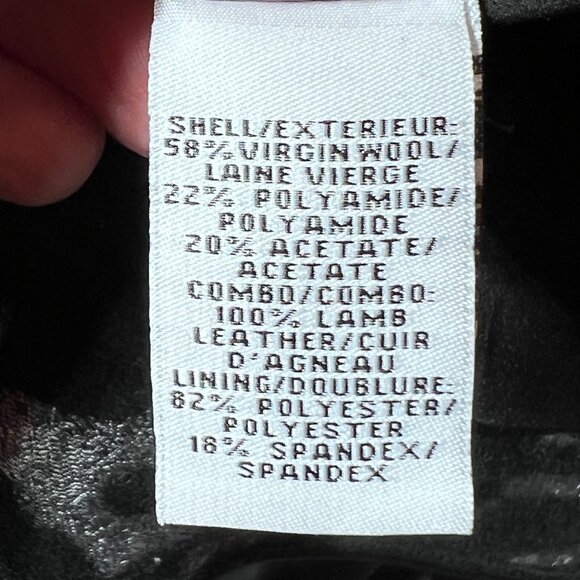 SHELL/EXTERIEUR:
58% VIRGIN WOOL/
LAINE VIERGE
22% POLYAMIDE/
POLYAMIDE
20% ACETATE/
ACETATE
COMBO/COMBO:
100% LAMB
LEATHER/CUIR
D'AGNEAU
LINING/DOUBLURE:
82% POLYESTER/
POLYESTER
18% SPANDEX/
SPANDEX